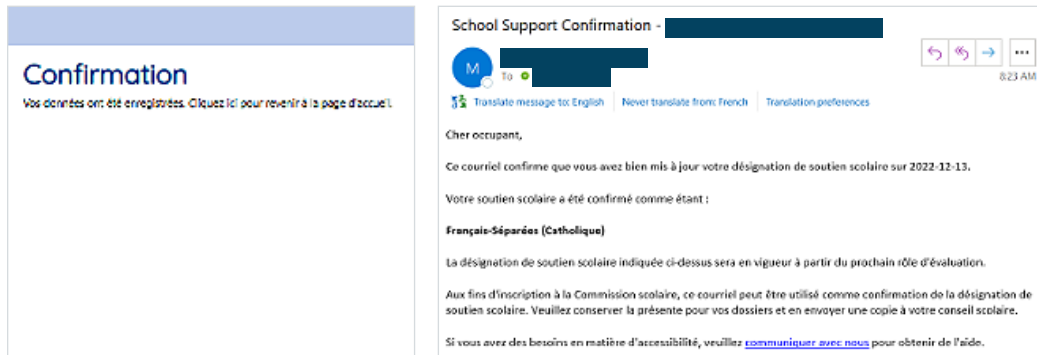 Confirmation
Vos données ont été enregistrées. Cliquez ici pour revenir à la page d'accueil.
School Support Confirmation -
M
To
8:23 AM
Translate message to: English Never translate from: French Translation preferences
Cher occupant,
Ce courriel confirme que vous avez bien mis à jour votre désignation de soutien scolaire sur 2022-12-13.
Votre soutien scolaire a été confirmé comme étant :
Français-Séparées (Catholique)
La désignation de soutien scolaire indiquée ci-dessus sera en vigueur à partir du prochain rôle d'évaluation.
Aux fins d'inscription à la Commission scolaire, ce courriel peut être utilisé comme confirmation de la désignation de
soutien scolaire. Veuillez conserver la présente pour vos dossiers et en envoyer une copie à votre conseil scolaire.
Si vous avez des besoins en matière d'accessibilité, veuillez communiquer avec nous pour obtenir de l'aide.